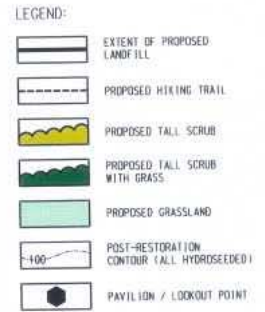 LEGEND:
EXTENT OF PROPOSED
LANDFILL
PROPOSED HIKING TRAIL
PROPOSED TALL SCRUB
PROPOSED TALL SCRUB
WITH GRASS
PROPOSED GRASSLAND
100
POST-RESTORATION
CONTOUR (ALL HYDROSEEDED)
PAVILION / LOOKOUT POINT